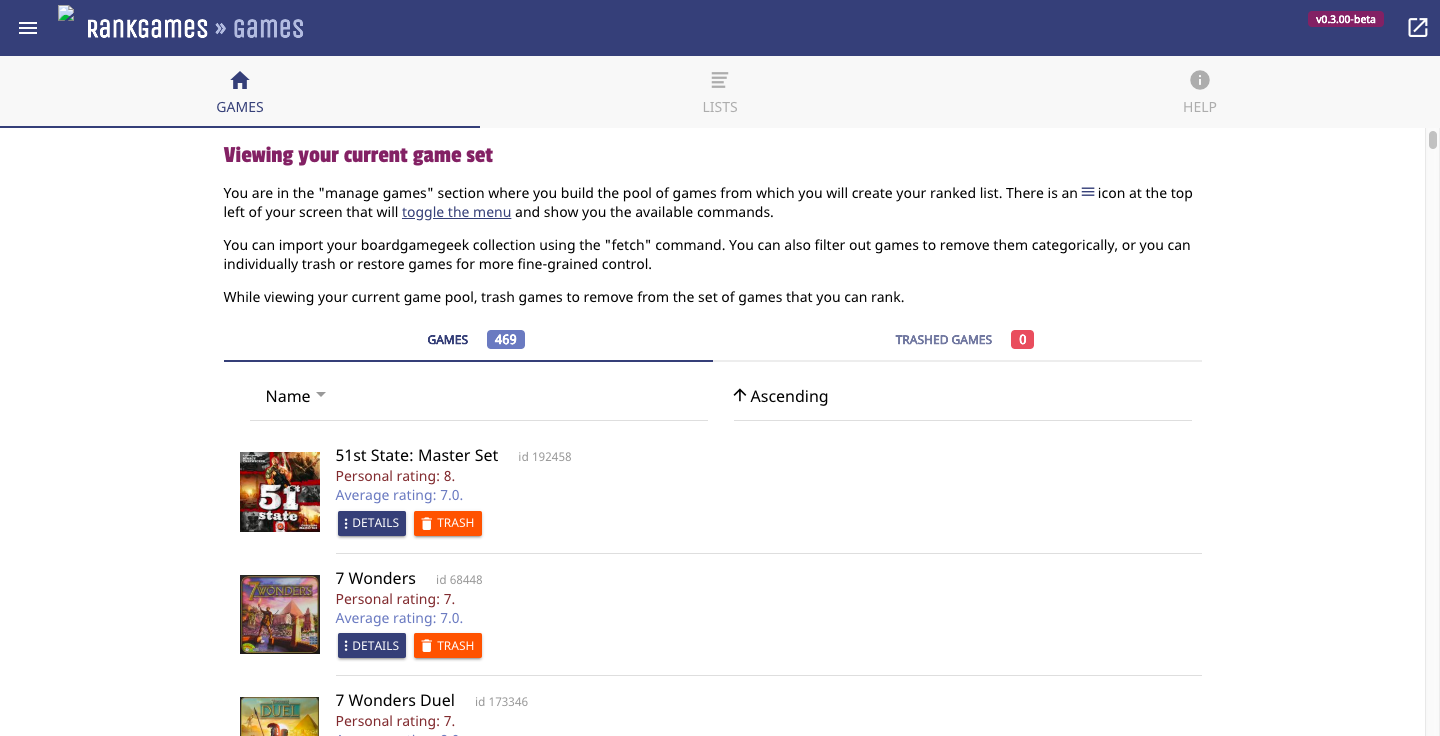 RANKGAMES » GAMES
v0.3.00-beta
GAMES
LISTS
HELP
Viewing your current game set
You are in the "manage games" section where you build the pool of games from which you will create your ranked list. There is an icon at the top
left of your screen that will toggle the menu and show you the available commands.
You can import your boardgamegeek collection using the "fetch" command. You can also filter out games to remove them categorically, or you can
individually trash or restore games for more fine-grained control.
While viewing your current game pool, trash games to remove from the set of games that you can rank.
GAMES 469
TRASHED GAMES 0
Name
Ascending
51
state
51st State: Master Set id 192458
Personal rating: 8.
Average rating: 7.0.
DETAILS TRASH
7 WONDERS
7 Wonders id 68448
Personal rating: 7.
Average rating: 7.0.
DETAILS TRASH
DUEL
7 Wonders Duel id 173346
Personal rating: 7.